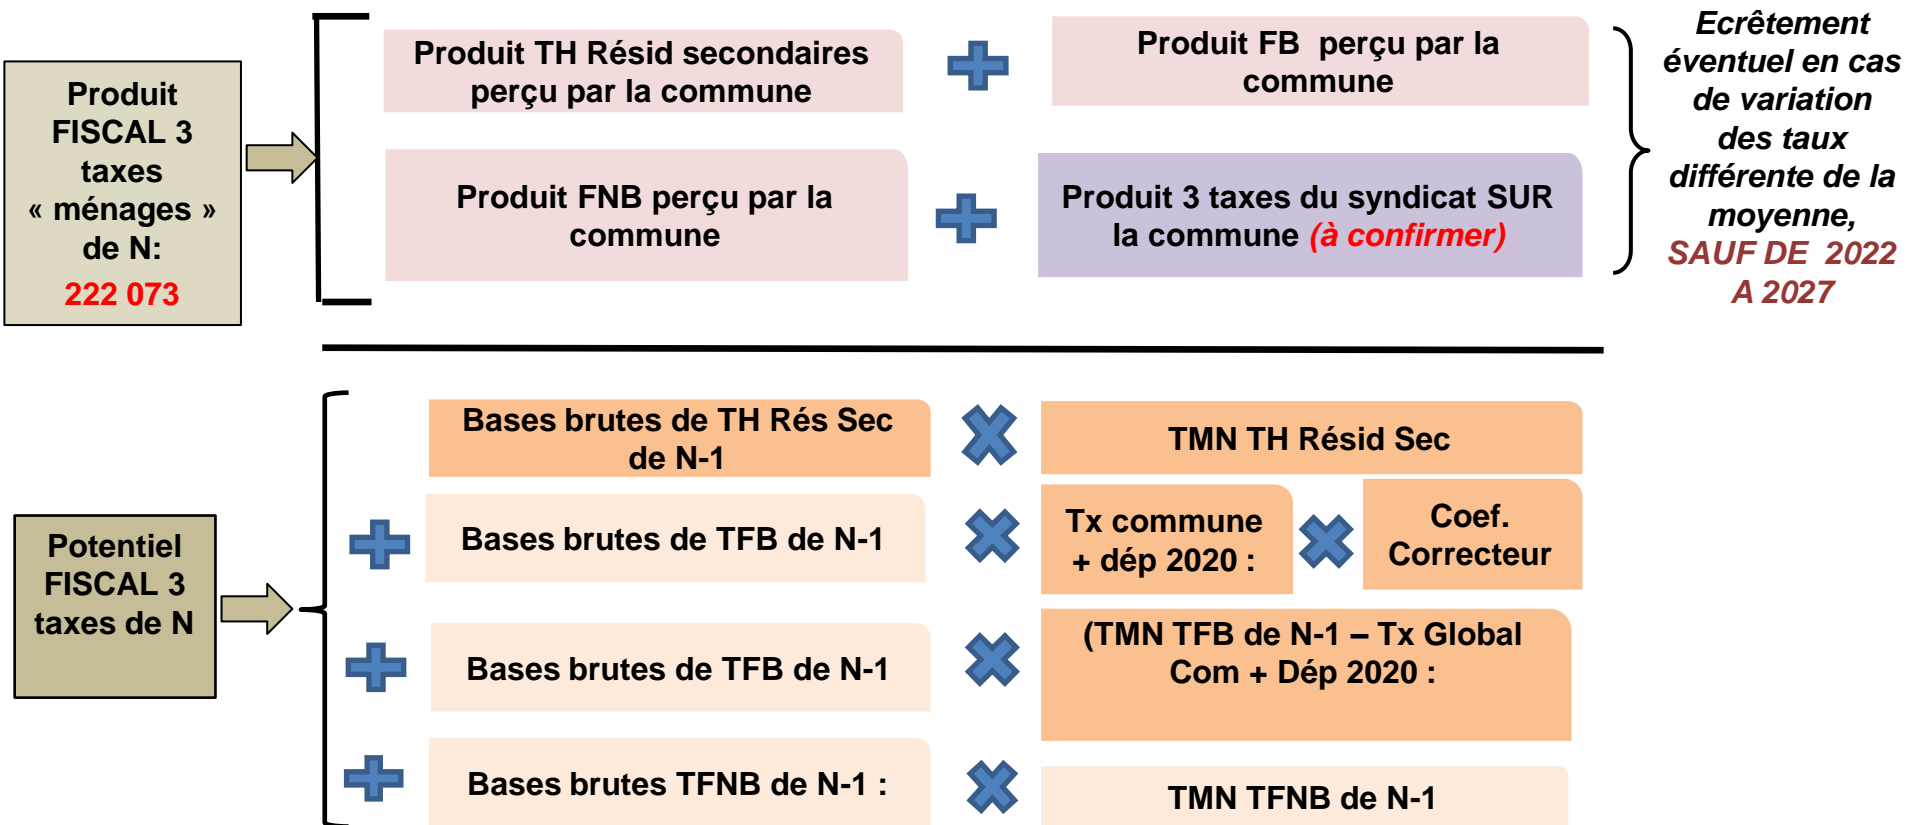 Produit
FISCAL 3
taxes
« ménages »
de N:
222 073
Produit TH Résid secondaires
perçu par la commune
Produit FB  perçu par la
commune
Produit FNB perçu par la
commune
Produit 3 taxes du syndicat SUR
la commune (à confirmer)
Ecrêtement
éventuel en cas
de variation
des taux
différente de la
moyenne,
SAUF DE  2022
A 2027
Potentiel
FISCAL 3
taxes de N
Bases brutes de TH Rés Sec
de N-1
TMN TH Résid Sec
Bases brutes de TFB de N-1
Tx commune
+ dép 2020 :
Coef.
Correcteur
Bases brutes de TFB de N-1
(TMN TFB de N-1 – Tx Global
Com + Dép 2020 :
Bases brutes TFNB de N-1 :
TMN TFNB de N-1